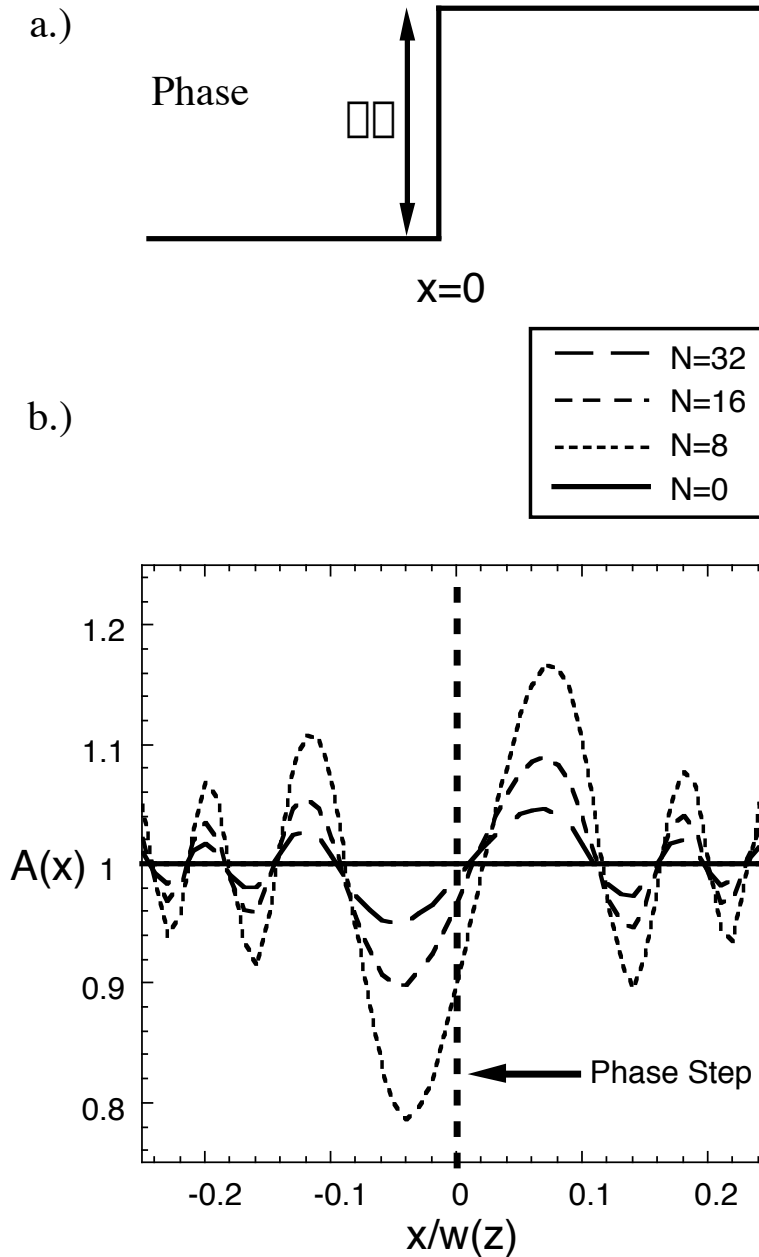 a.)
Phase
x=0
N=32
N=16
N=8
N=0
b.)
1.2
1.1
A(x) 1
0.9
Phase Step
0.8
-0.2 -0.1 0 0.1 0.2
x/w(z)